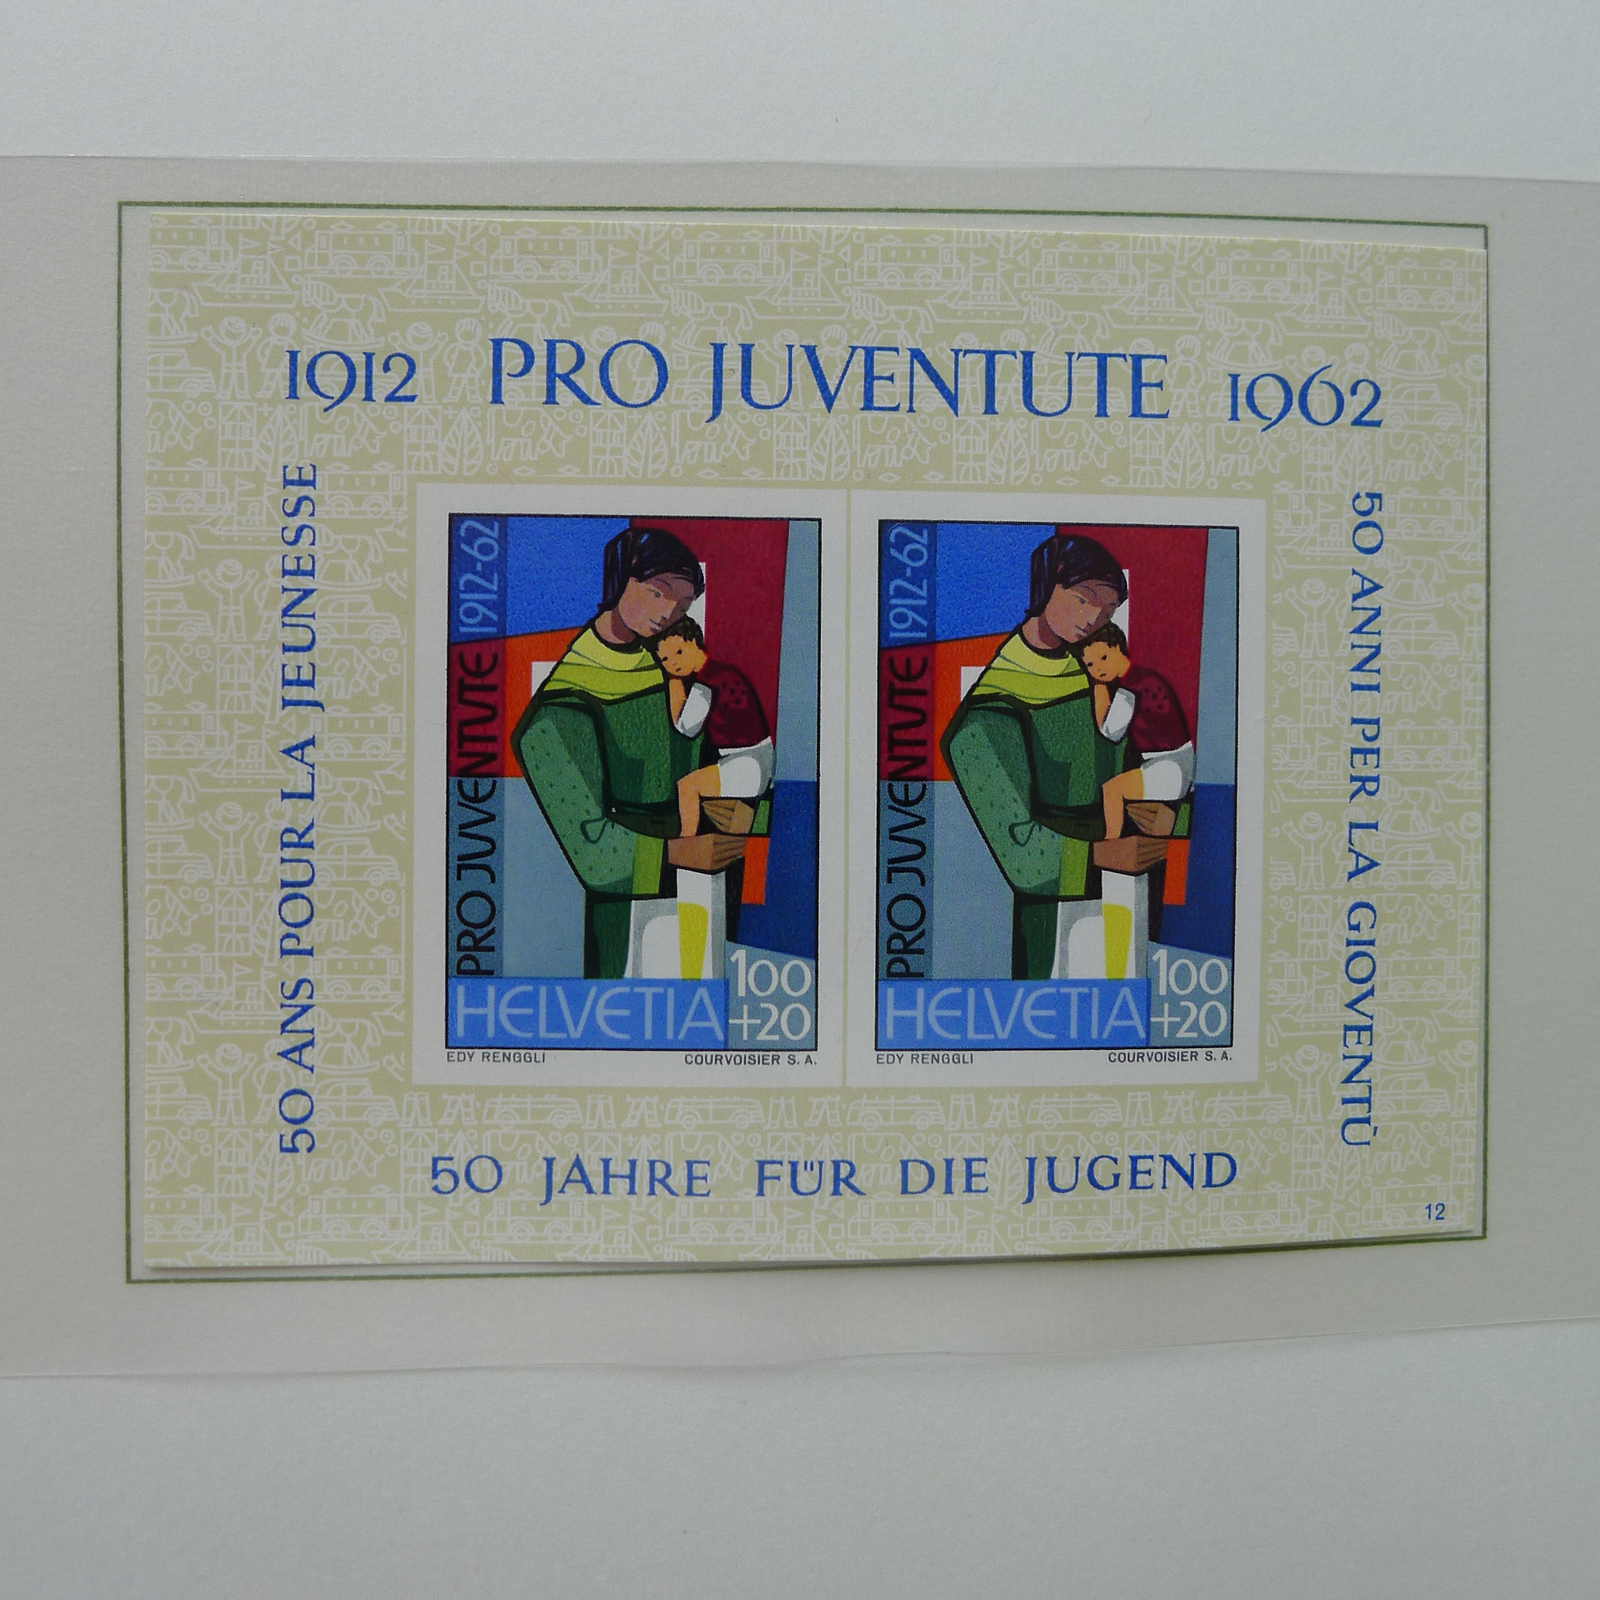 1912 PRO JUVENTUTE 1962
50 ANS POUR LA JEUNESSE
50 ANNI PER LA GIOVENTÙ
PRO JUVENTUTE 1912-62
HELVETIA
100
+20
EDY RENGGLI
COURVOISIER S. A.
PRO JUVENTUTE 1912-62
HELVETIA
100
+20
EDY RENGGLI
COURVOISIER S. A.
50 JAHRE FÜR DIE JUGEND
12